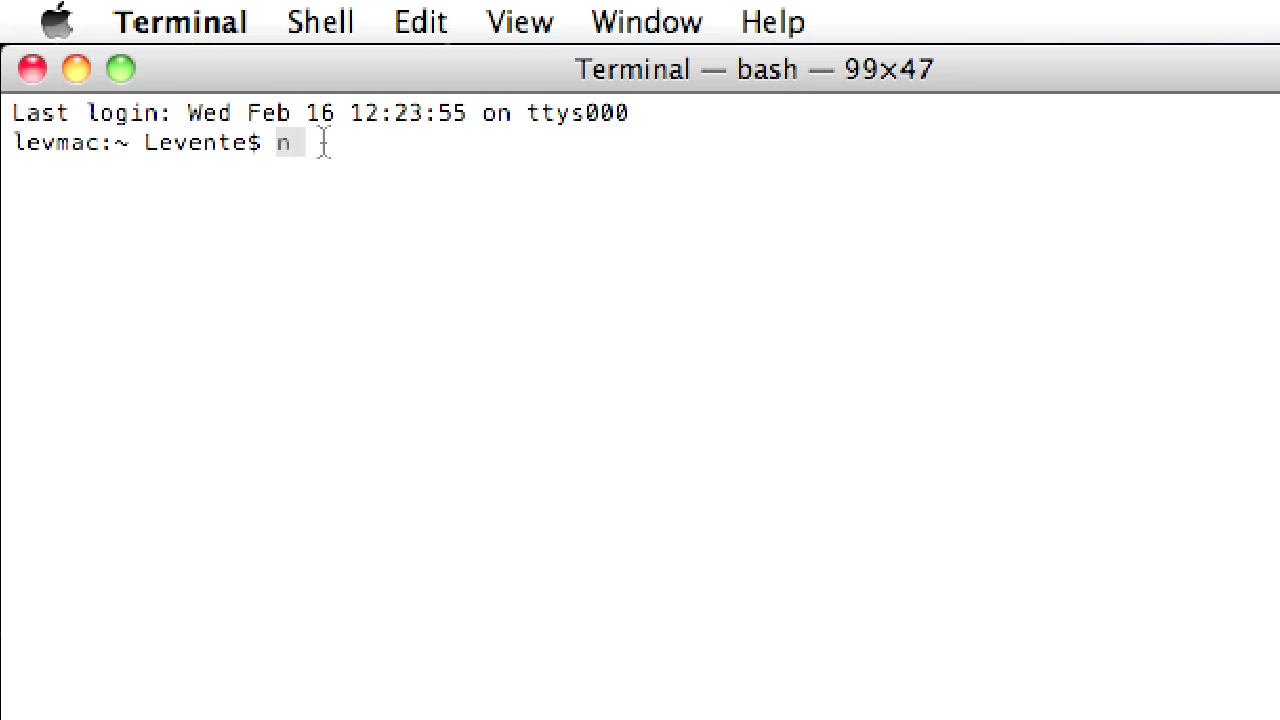 Terminal Shell Edit View Window Help
Terminal — bash — 99×47
Last login: Wed Feb 16 12:23:55 on ttys000
levmac:~ Levente$ n